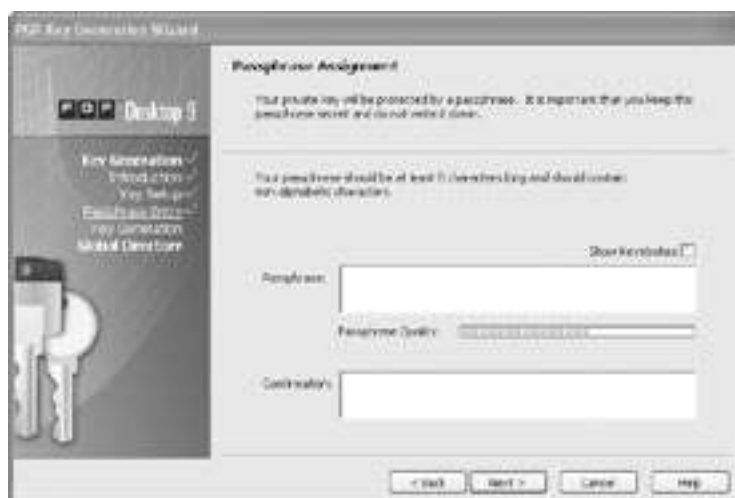 PGP Key Generation Wizard
PGP Desktop 9
Key Generation
Introduction
Key Setup
Passphrase Entry
Key Generation
Global Directory
Passphrase Assignment
Your private key will be protected by a passphrase. It is important that you keep this
passphrase secret and do not write it down.
Your passphrase should be at least 8 characters long and should contain
non-alphabetic characters.
Show Keystrokes
Passphrase:
Passphrase Quality:
Confirmation:
< Back
Next >
Cancel
Help